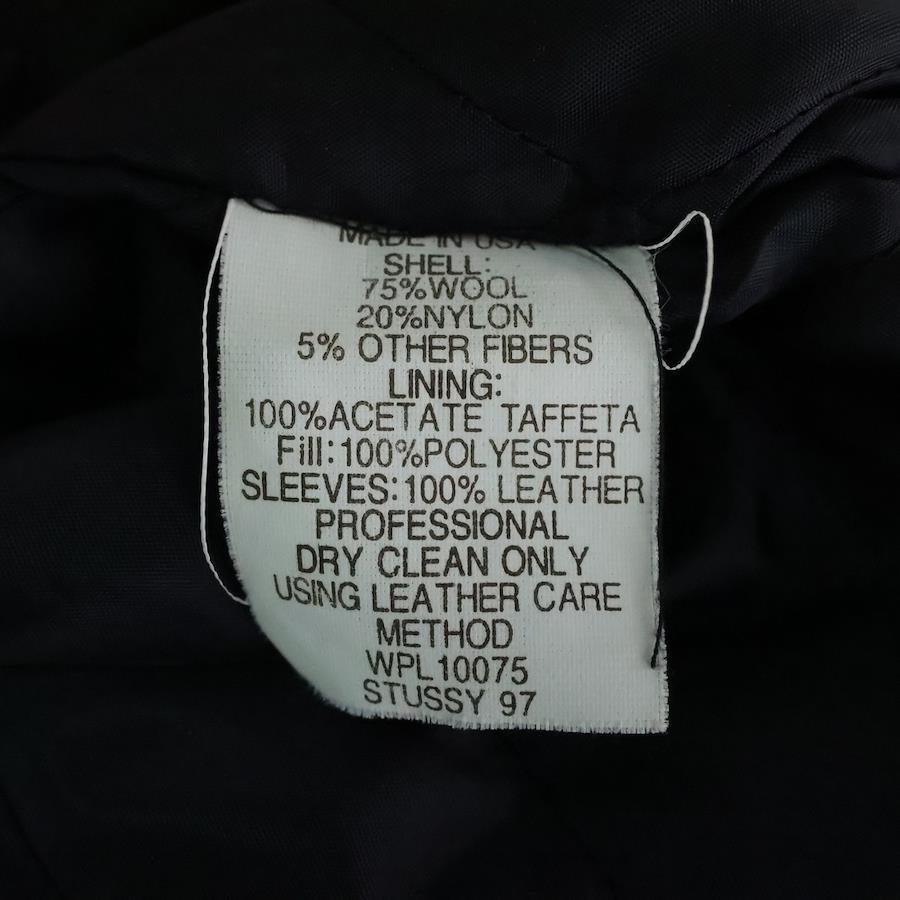 MADE IN USA
SHELL:
75%WOOL
20%NYLON
5% OTHER FIBERS
LINING:
100%ACETATE TAFFETA
Fill:100%POLYESTER
SLEEVES:100% LEATHER
PROFESSIONAL
DRY CLEAN ONLY
USING LEATHER CARE
METHOD
WPL10075
STUSSY 97